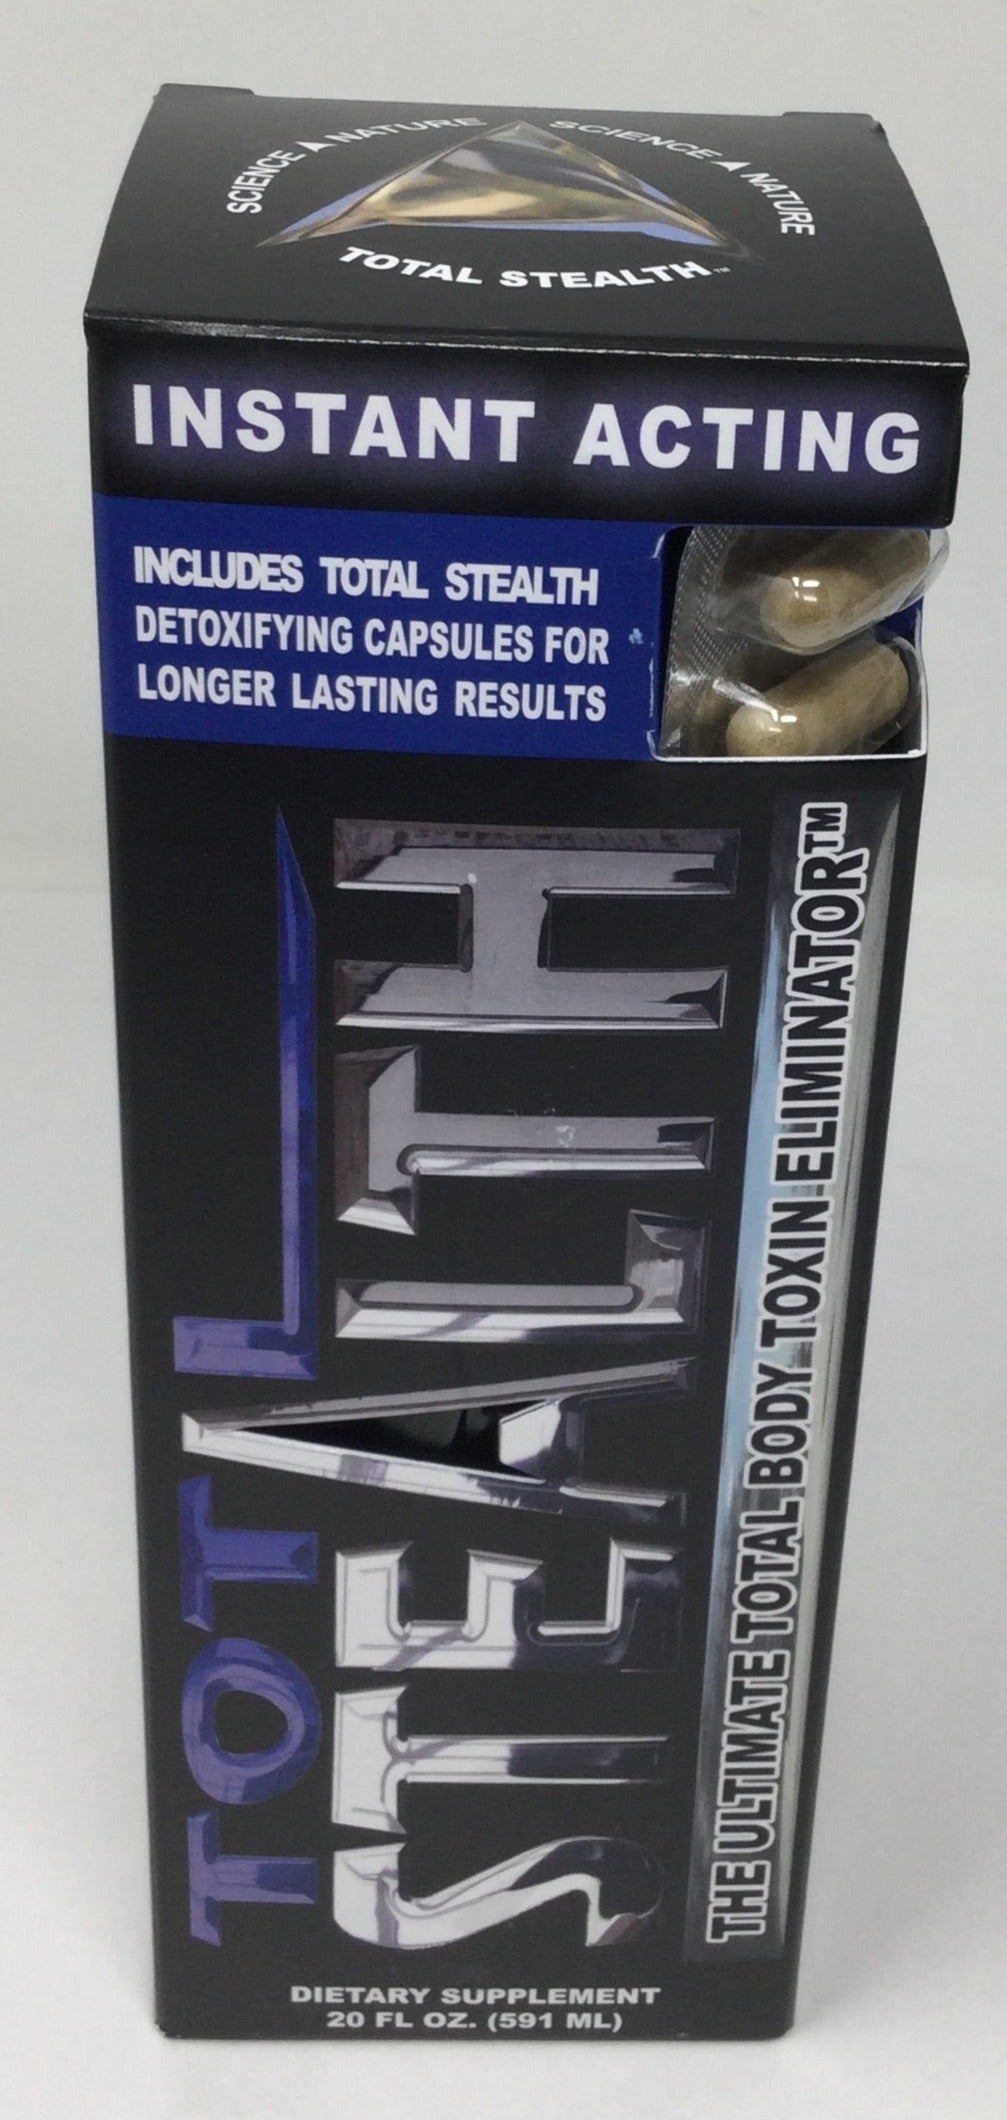 SCIENCE ▲ NATURE
SCIENCE ▲ NATURE
TOTAL STEALTH™
INSTANT ACTING
INCLUDES TOTAL STEALTH
DETOXIFYING CAPSULES FOR
LONGER LASTING RESULTS
TOTAL
STEALTH
THE ULTIMATE TOTAL BODY TOXIN ELIMINATOR™
DIETARY SUPPLEMENT
20 FL OZ. (591 ML)